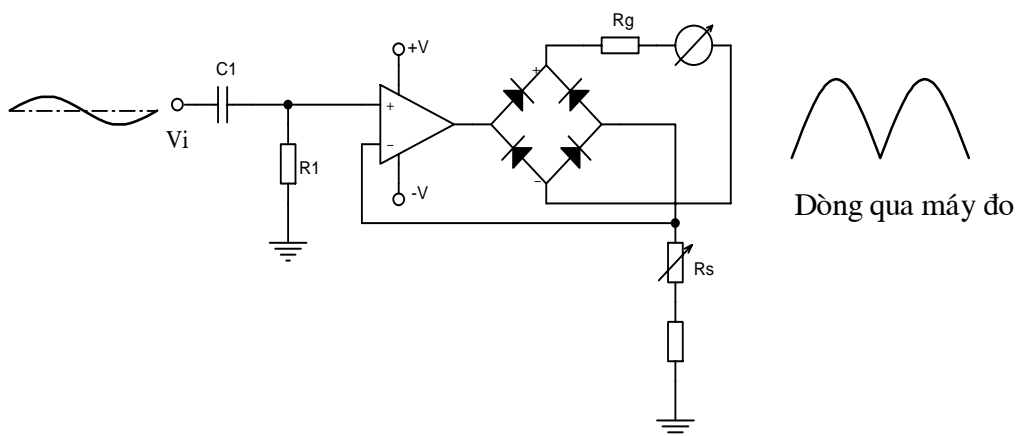 Rg
+V
C1
+
+
Vi
−
R1
−
-V
Dòng qua máy đo
Rs